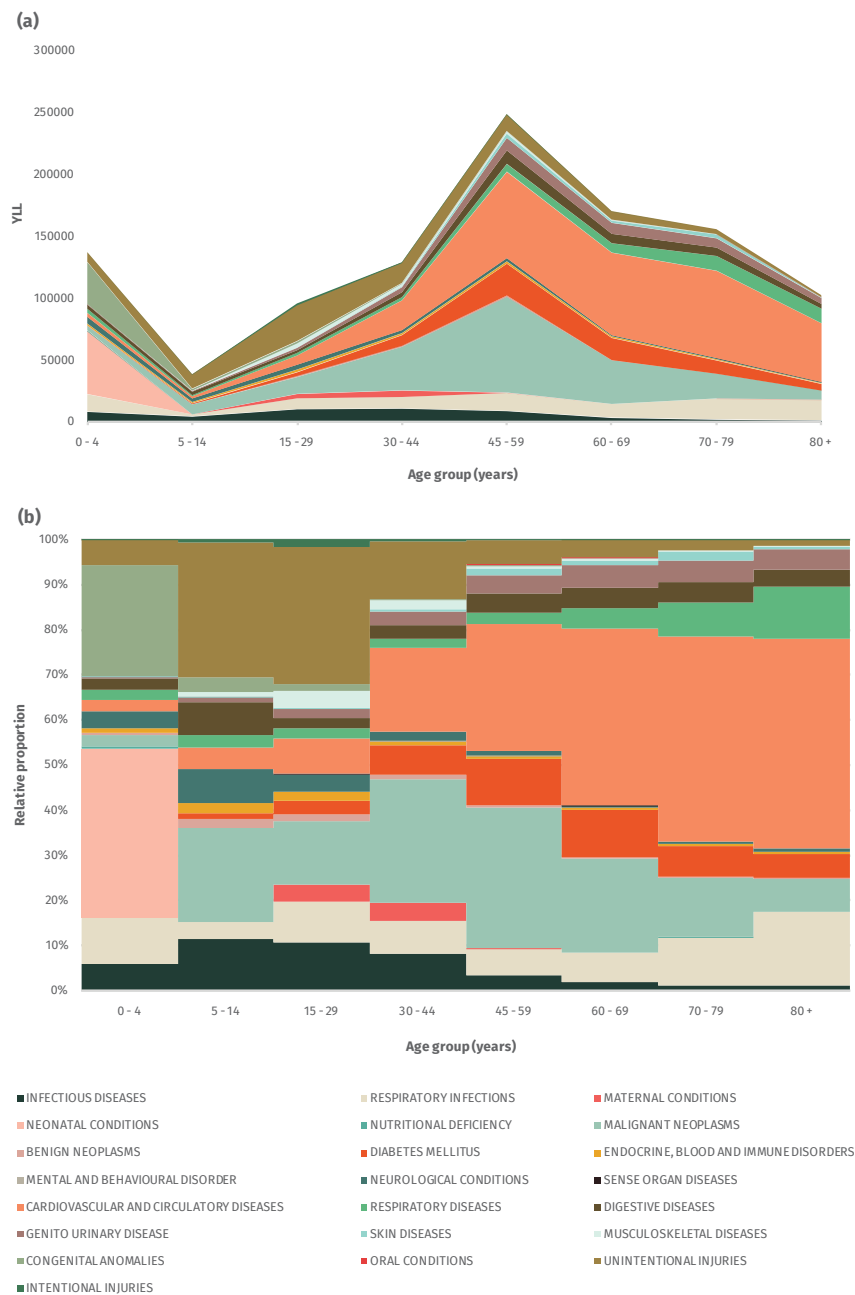 (a)
300000
250000
200000
150000
100000
50000
0
YLL
0 - 4 5 - 14 15 - 29 30 - 44 45 - 59 60 - 69 70 - 79 80 +
Age group (years)
(b)
100%
90%
80%
70%
60%
50%
40%
30%
20%
10%
0%
Relative proportion
0 - 4 5 - 14 15 - 29 30 - 44 45 - 59 60 - 69 70 - 79 80 +
Age group (years)
INFECTIOUS DISEASES RESPIRATORY INFECTIONS MATERNAL CONDITIONS
NEONATAL CONDITIONS NUTRITIONAL DEFICIENCY MALIGNANT NEOPLASMS
BENIGN NEOPLASMS DIABETES MELLITUS ENDOCRINE, BLOOD AND IMMUNE DISORDERS
MENTAL AND BEHAVIOURAL DISORDER NEUROLOGICAL CONDITIONS SENSE ORGAN DISEASES
CARDIOVASCULAR AND CIRCULATORY DISEASES RESPIRATORY DISEASES DIGESTIVE DISEASES
GENITO URINARY DISEASE SKIN DISEASES MUSCULOSKELETAL DISEASES
CONGENITAL ANOMALIES ORAL CONDITIONS UNINTENTIONAL INJURIES
INTENTIONAL INJURIES